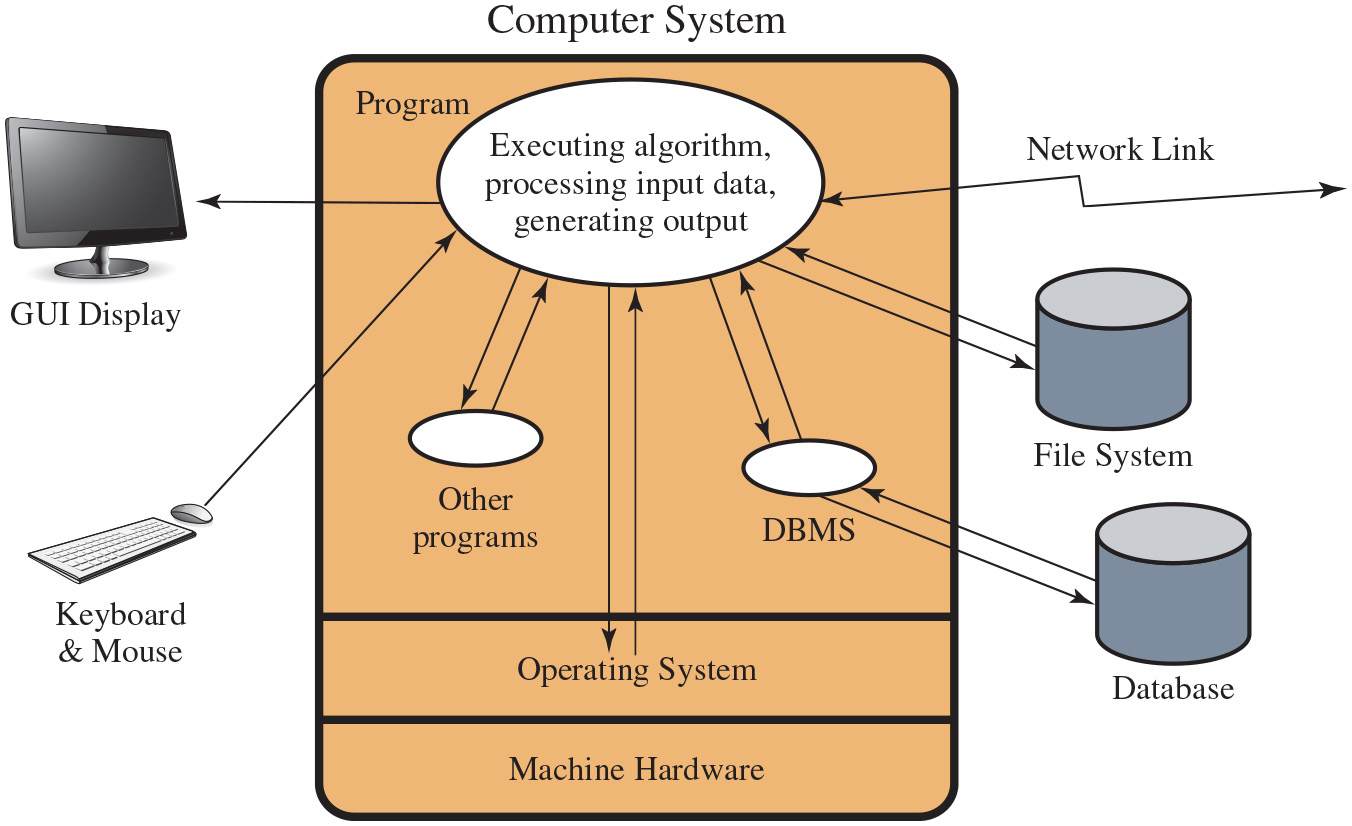 Computer System
Program
Executing algorithm,
processing input data,
generating output
Network Link
GUI Display
File System
Other
programs
DBMS
Keyboard
& Mouse
Operating System
Database
Machine Hardware